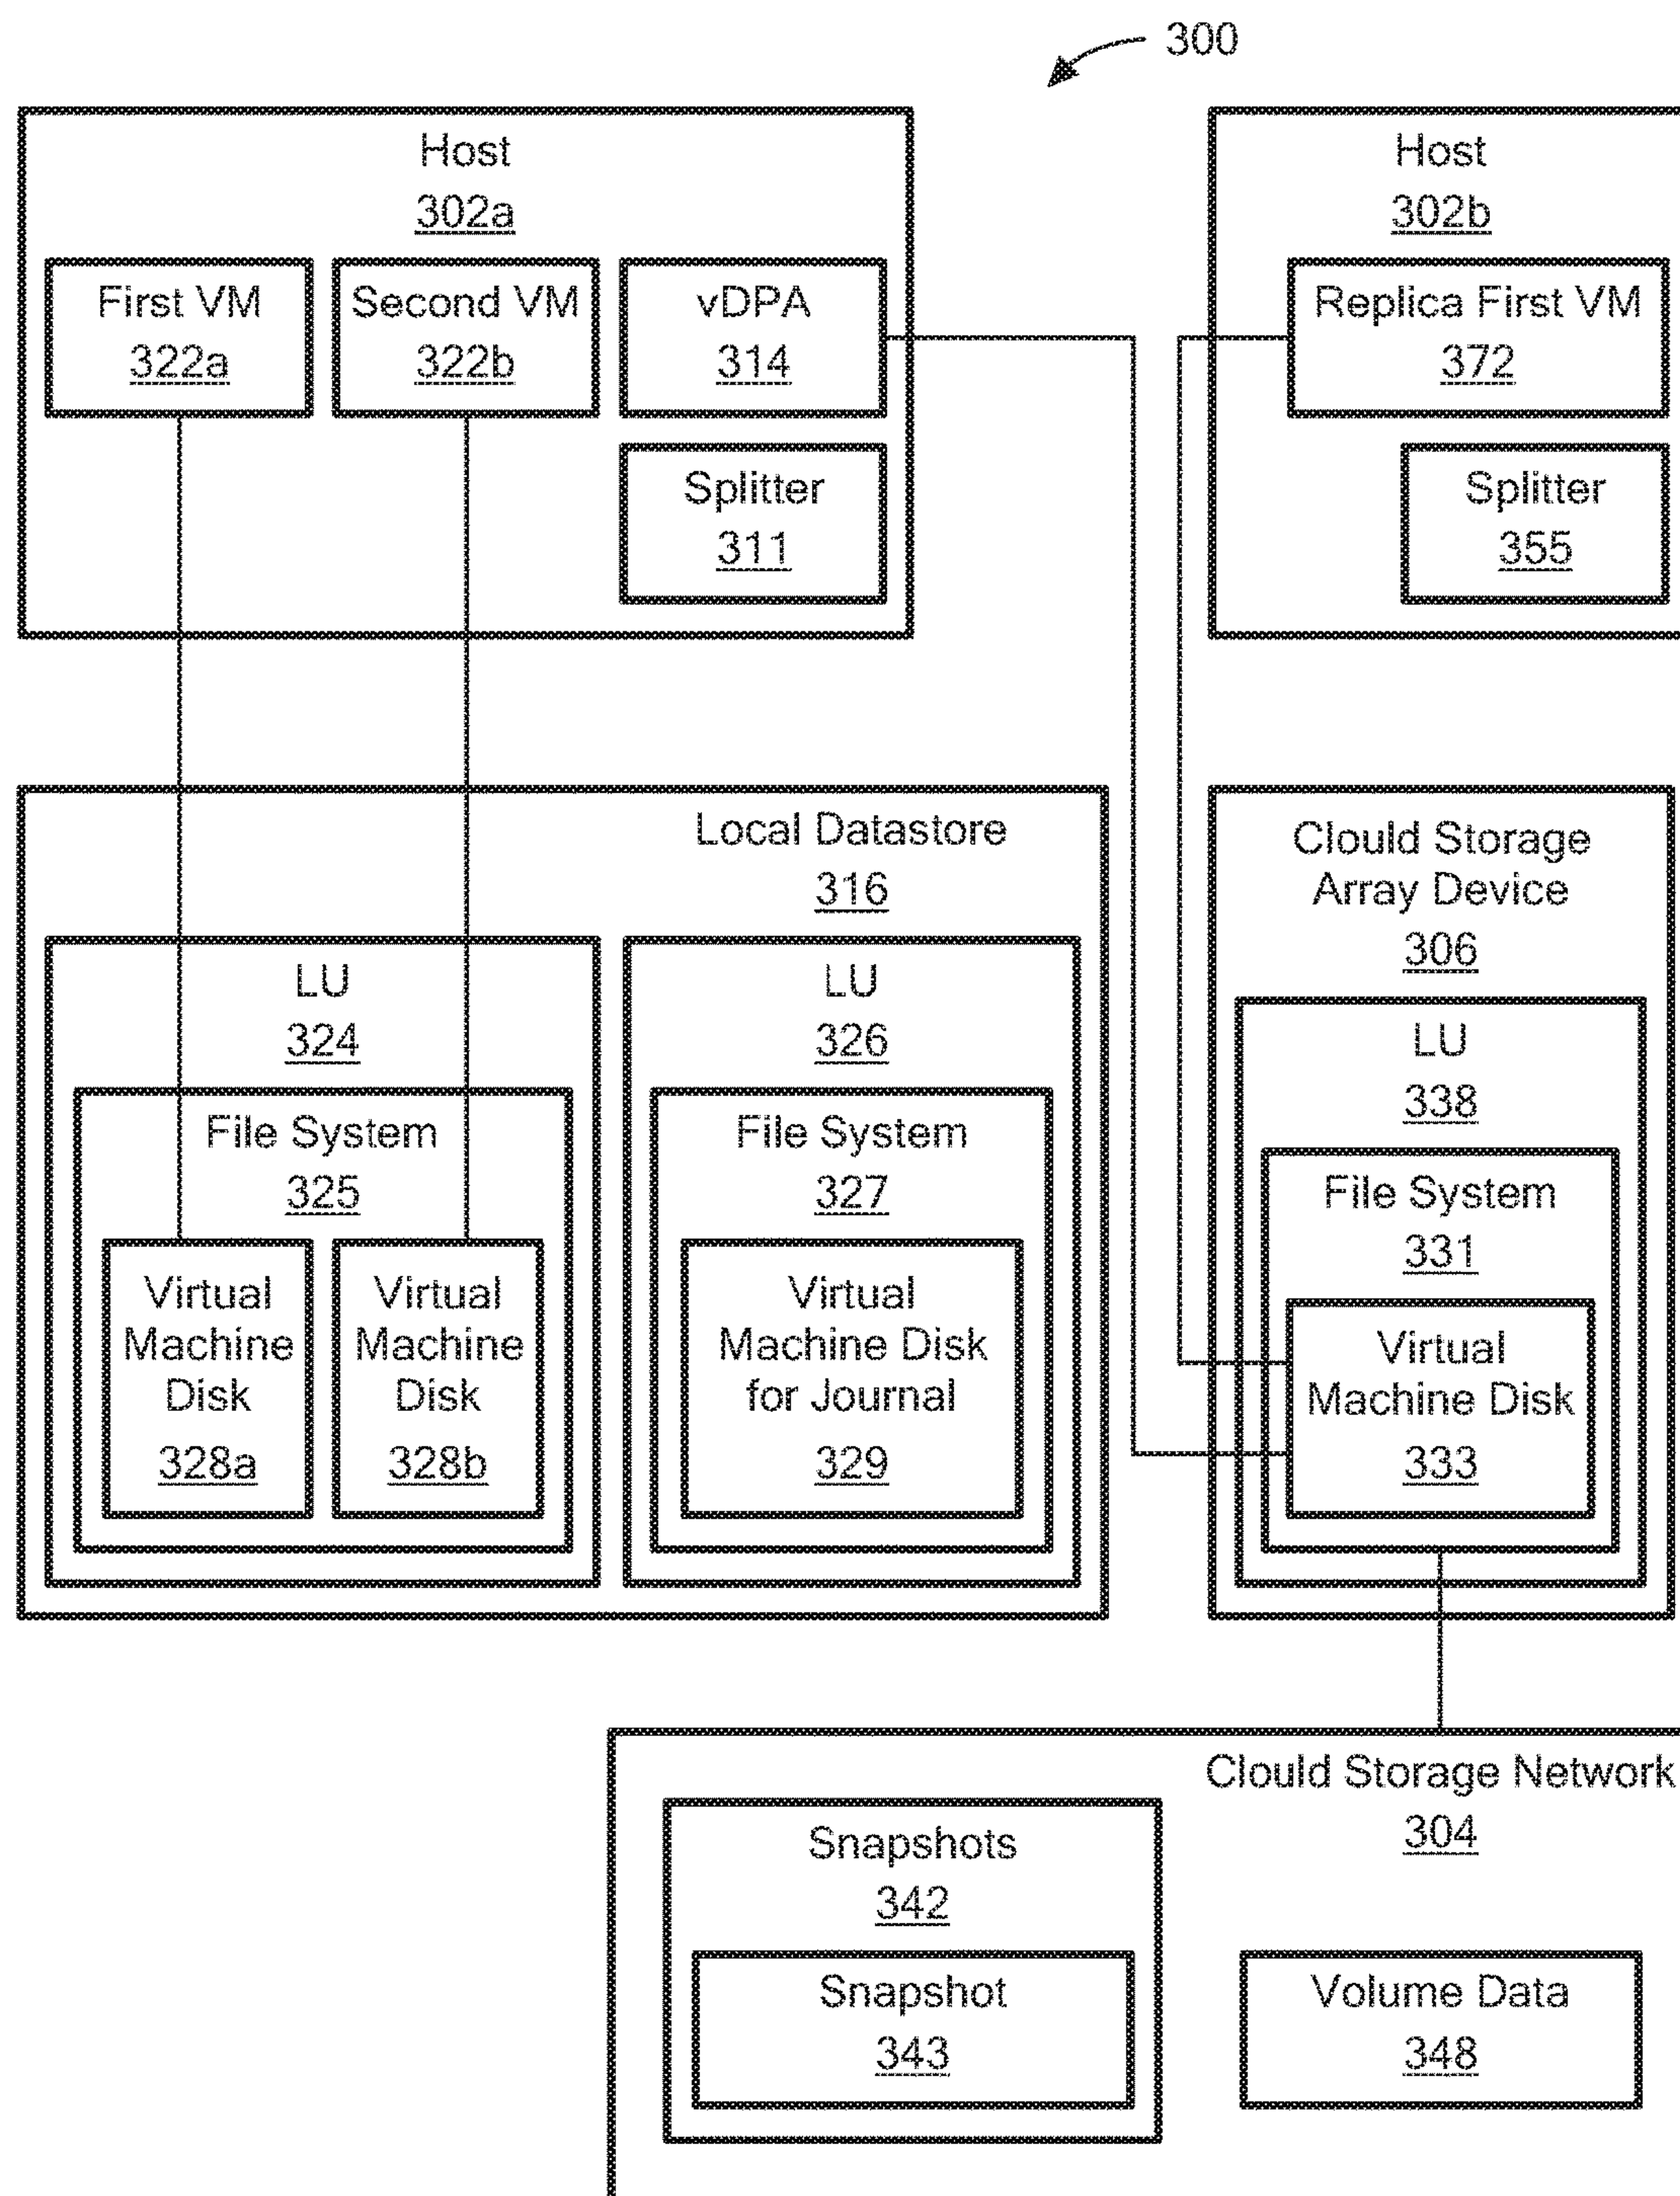 300
Host
302a
First VM
322a
Second VM
322b
vDPA
314
Splitter
311
Host
302b
Replica First VM
372
Splitter
355
Local Datastore
316
LU
324
File System
325
Virtual
Machine
Disk
328a
Virtual
Machine
Disk
328b
LU
326
File System
327
Virtual
Machine Disk
for Journal
329
Clould Storage
Array Device
306
LU
338
File System
331
Virtual
Machine Disk
333
Clould Storage Network
304
Snapshots
342
Snapshot
343
Volume Data
348